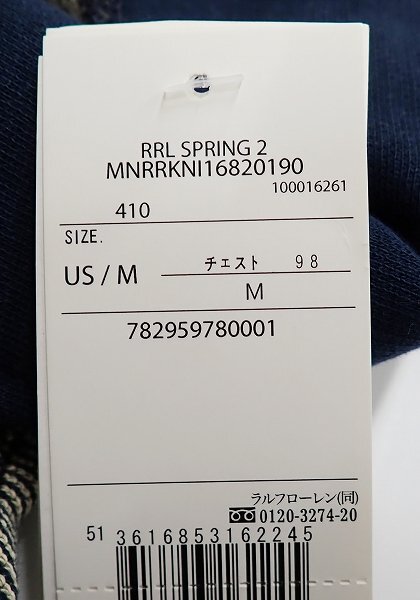 RRL SPRING 2
MNRRKNI16820190
100016261
410
SIZE.
US / M
チェスト 98
M
782959780001
ラルフローレン(同)
0120-3274-20
51 3616853162245